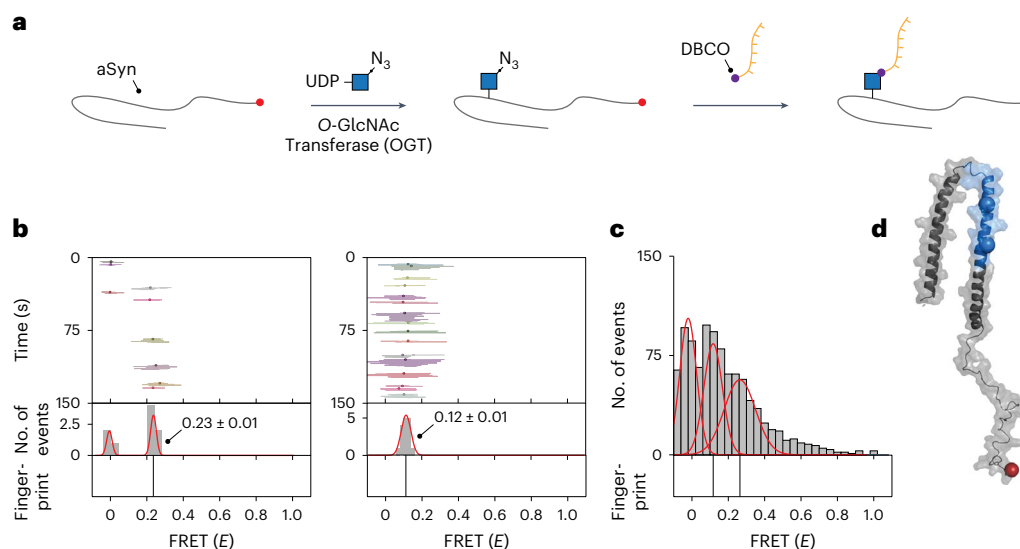 a
aSyn
UDP
N3
O-GlcNAc
Transferase (OGT)
N3
DBCO
b
Time (s)
0
75
150
No. of
events
2.5
0
0.23 ± 0.01
Finger-
print
0 0.2 0.4 0.6 0.8 1.0
FRET (E)
0
75
150
5
0
0.12 ± 0.01
0 0.2 0.4 0.6 0.8 1.0
FRET (E)
c
No. of events
150
75
0
Finger-
print
0 0.2 0.4 0.6 0.8 1.0
FRET (E)
d